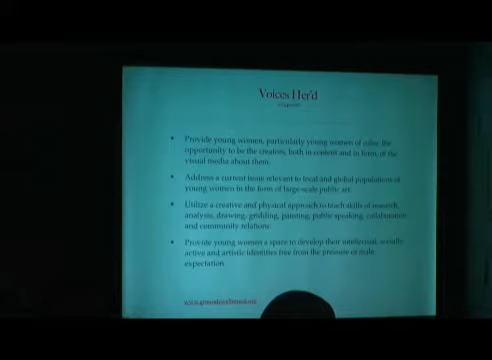 Voices Her'd
• Provide young women, particularly young women of color, the
opportunity to be the creators, both in content and in form, of the
visual media about them.
• Address a current issue relevant to local and global populations of
young women in the form of large-scale public art.
• Utilize a creative and physical approach to teach skills of research,
analysis, drawing, gridding, painting, public speaking, collaboration
and community relations.
• Provide young women a space to develop their intellectual, socially
active and artistic identities free from the pressure of male
expectation.